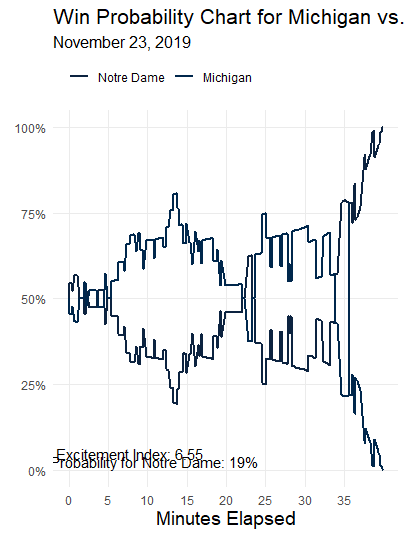 Win Probability Chart for Michigan vs.
November 23, 2019
Notre Dame Michigan
100%
75%
50%
25%
Excitement Index: 6.55
Probability for Notre Dame: 19%
0%
0 5 10 15 20 25 30 35
Minutes Elapsed